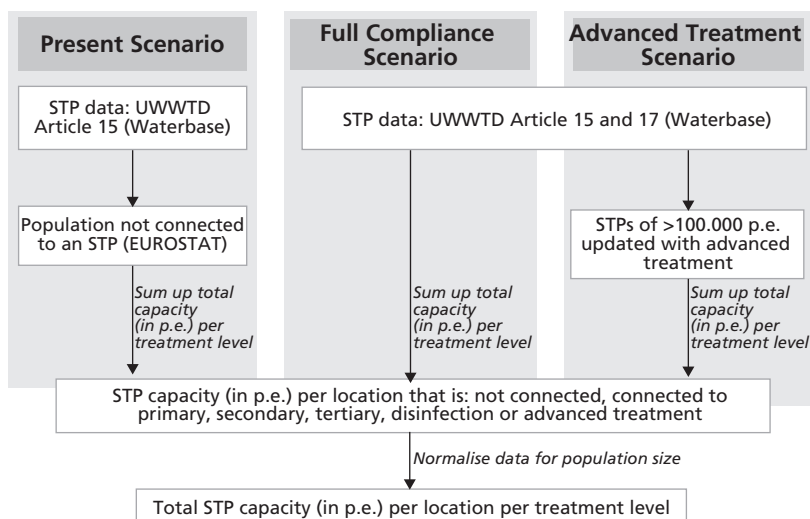 Present Scenario
Full Compliance
Scenario
Advanced Treatment
Scenario
STP data: UWWTD
Article 15 (Waterbase)
STP data: UWWTD Article 15 and 17 (Waterbase)
Population not connected
to an STP (EUROSTAT)
STPs of >100.000 p.e.
updated with advanced
treatment
Sum up total
capacity
(in p.e.) per
treatment level
Sum up total
capacity
(in p.e.) per
treatment level
Sum up total
capacity
(in p.e.) per
treatment level
STP capacity (in p.e.) per location that is: not connected, connected to
primary, secondary, tertiary, disinfection or advanced treatment
Normalise data for population size
Total STP capacity (in p.e.) per location per treatment level